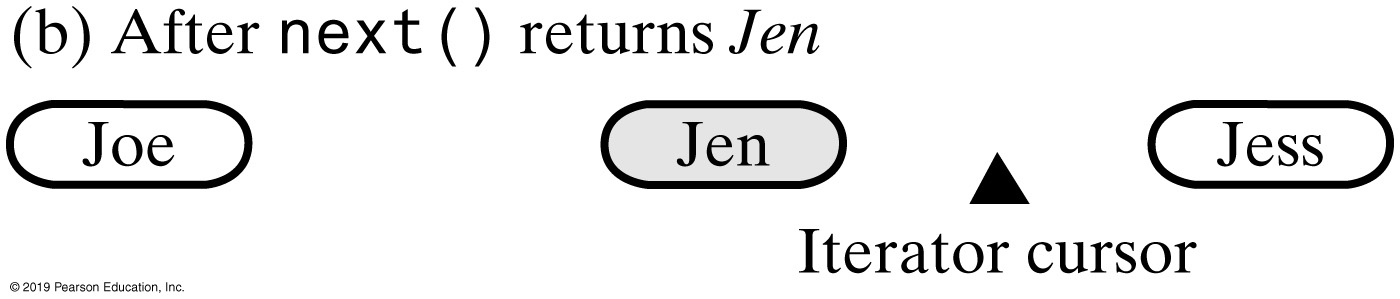 (b) After next() returns Jen
Joe Jen Jess
Iterator cursor
© 2019 Pearson Education, Inc.